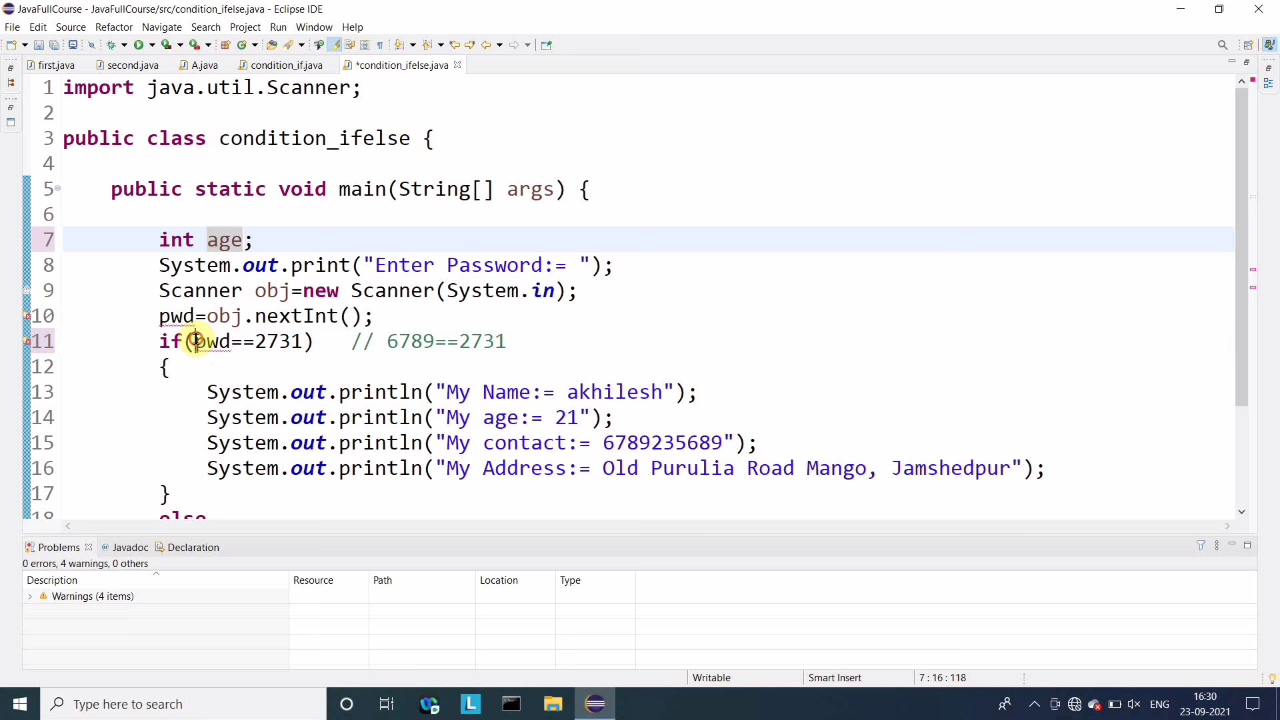 JavaFullCourse - JavaFullCourse/src/condition_ifelse.java - Eclipse IDE
File Edit Source Refactor Navigate Search Project Run Window Help
first.java second.java A.java condition_if.java *condition_ifelse.java
1 import java.util.Scanner;
2
3 public class condition_ifelse {
4
5 public static void main(String[] args) {
6
7 int age;
8 System.out.print("Enter Password:= ");
9 Scanner obj=new Scanner(System.in);
10 pwd=obj.nextInt();
11 if(pwd==2731) // 6789==2731
12 {
13 System.out.println("My Name:= akhilesh");
14 System.out.println("My age:= 21");
15 System.out.println("My contact:= 6789235689");
16 System.out.println("My Address:= Old Purulia Road Mango, Jamshedpur");
17 }
18 else
Problems Javadoc Declaration
0 errors, 4 warnings, 0 others
Description Resource Path Location Type
Warnings (4 items)
Writable Smart Insert 7 : 16 : 118
Type here to search L ENG 16:30
23-09-2021